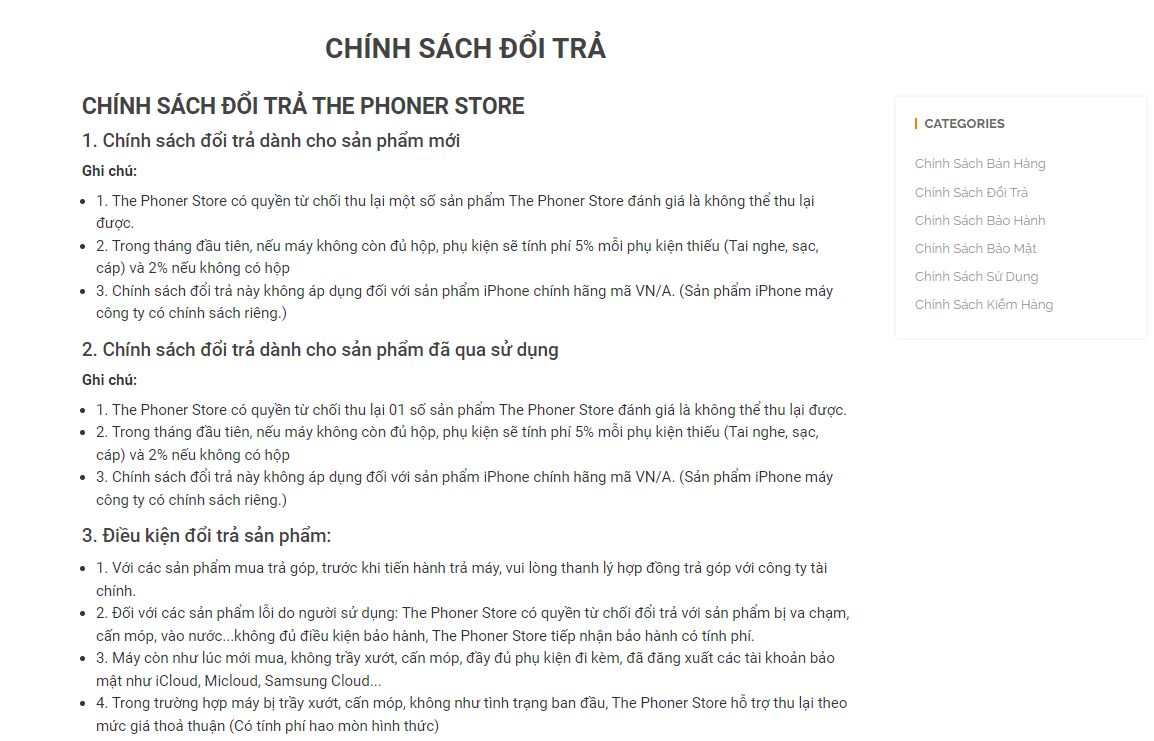 CHÍNH SÁCH ĐỔI TRẢ
CHÍNH SÁCH ĐỔI TRẢ THE PHONER STORE
1. Chính sách đổi trả dành cho sản phẩm mới
Ghi chú:
1. The Phoner Store có quyền từ chối thu lại một số sản phẩm The Phoner Store đánh giá là không thể thu lại
được.
2. Trong tháng đầu tiên, nếu máy không còn đủ hộp, phụ kiện sẽ tính phí 5% mỗi phụ kiện thiếu (Tai nghe, sạc,
cáp) và 2% nếu không có hộp
3. Chính sách đổi trả này không áp dụng đối với sản phẩm iPhone chính hãng mã VN/A. (Sản phẩm iPhone máy
công ty có chính sách riêng.)
2. Chính sách đổi trả dành cho sản phẩm đã qua sử dụng
Ghi chú:
1. The Phoner Store có quyền từ chối thu lại 01 số sản phẩm The Phoner Store đánh giá là không thể thu lại được.
2. Trong tháng đầu tiên, nếu máy không còn đủ hộp, phụ kiện sẽ tính phí 5% mỗi phụ kiện thiếu (Tai nghe, sạc,
cáp) và 2% nếu không có hộp
3. Chính sách đổi trả này không áp dụng đối với sản phẩm iPhone chính hãng mã VN/A. (Sản phẩm iPhone máy
công ty có chính sách riêng.)
3. Điều kiện đổi trả sản phẩm:
1. Với các sản phẩm mua trả góp, trước khi tiến hành trả máy, vui lòng thanh lý hợp đồng trả góp với công ty tài
chính.
2. Đối với các sản phẩm lỗi do người sử dụng: The Phoner Store có quyền từ chối đổi trả với sản phẩm bị va chạm,
cấn móp, vào nước...không đủ điều kiện bảo hành, The Phoner Store tiếp nhận bảo hành có tính phí.
3. Máy còn như lúc mới mua, không trầy xướt, cấn móp, đầy đủ phụ kiện đi kèm, đã đăng xuất các tài khoản bảo
mật như iCloud, Micloud, Samsung Cloud...
4. Trong trường hợp máy bị trầy xướt, cấn móp, không như tình trạng ban đầu, The Phoner Store hỗ trợ thu lại theo
mức giá thoả thuận (Có tính phí hao mòn hình thức)
CATEGORIES
Chính Sách Bán Hàng
Chính Sách Đổi Trả
Chính Sách Bảo Hành
Chính Sách Bảo Mật
Chính Sách Sử Dụng
Chính Sách Kiểm Hàng